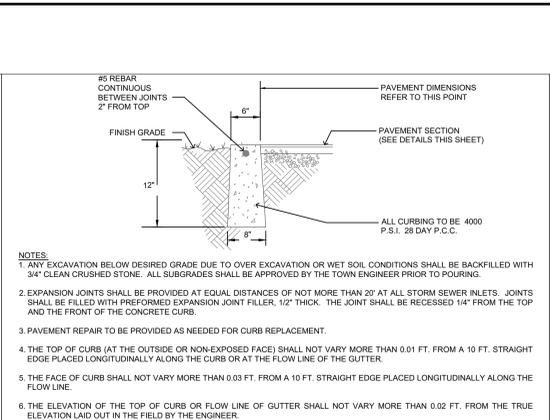 #5 REBAR
CONTINUOUS
BETWEEN JOINTS
2" FROM TOP
PAVEMENT DIMENSIONS
REFER TO THIS POINT
6"
FINISH GRADE
PAVEMENT SECTION
(SEE DETAILS THIS SHEET)
12"
ALL CURBING TO BE 4000
P.S.I. 28 DAY P.C.C.
8"
NOTES:
1. ANY EXCAVATION BELOW DESIRED GRADE DUE TO OVER EXCAVATION OR WET SOIL CONDITIONS SHALL BE BACKFILLED WITH
3/4" CLEAN CRUSHED STONE. ALL SUBGRADES SHALL BE APPROVED BY THE TOWN ENGINEER PRIOR TO POURING.
2. EXPANSION JOINTS SHALL BE PROVIDED AT EQUAL DISTANCES OF NOT MORE THAN 20' AT ALL STORM SEWER INLETS. JOINTS
SHALL BE FILLED WITH PREFORMED EXPANSION JOINT FILLER, 1/2" THICK. THE JOINT SHALL BE RECESSED 1/4" FROM THE TOP
AND THE FRONT OF THE CONCRETE CURB.
3. PAVEMENT REPAIR TO BE PROVIDED AS NEEDED FOR CURB REPLACEMENT.
4. THE TOP OF CURB (AT THE OUTSIDE OR NON-EXPOSED FACE) SHALL NOT VARY MORE THAN 0.01 FT. FROM A 10 FT. STRAIGHT
EDGE PLACED LONGITUDINALLY ALONG THE CURB OR AT THE FLOW LINE OF THE GUTTER.
5. THE FACE OF CURB SHALL NOT VARY MORE THAN 0.03 FT. FROM A 10 FT. STRAIGHT EDGE PLACED LONGITUDINALLY ALONG THE
FLOW LINE.
6. THE ELEVATION OF THE TOP OF CURB OR FLOW LINE OF GUTTER SHALL NOT VARY MORE THAN 0.02 FT. FROM THE TRUE
ELEVATION LAID OUT IN THE FIELD BY THE ENGINEER.